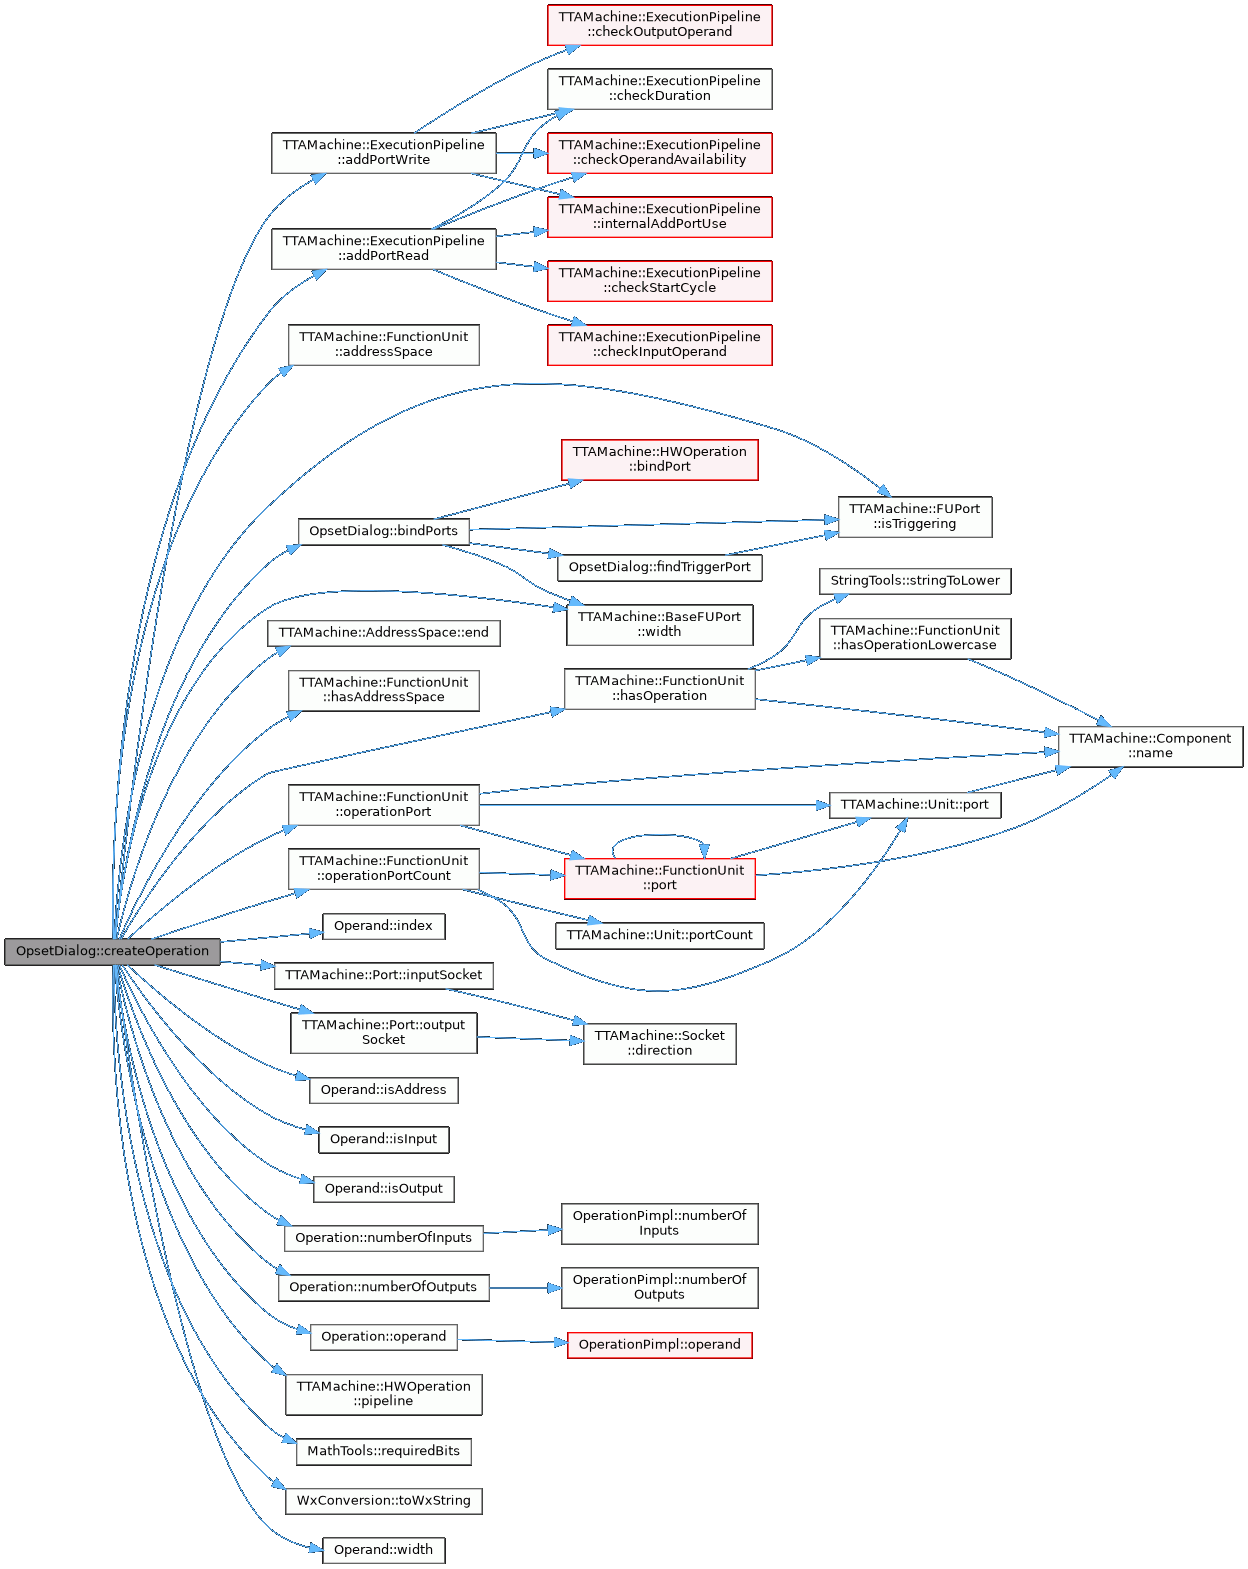 TTAMachine::ExecutionPipeline
::checkOutputOperand
TTAMachine::ExecutionPipeline
::checkDuration
TTAMachine::ExecutionPipeline
::addPortWrite
TTAMachine::ExecutionPipeline
::checkOperandAvailability
TTAMachine::ExecutionPipeline
::internalAddPortUse
TTAMachine::ExecutionPipeline
::addPortRead
TTAMachine::ExecutionPipeline
::checkStartCycle
TTAMachine::FunctionUnit
::addressSpace
TTAMachine::ExecutionPipeline
::checkInputOperand
TTAMachine::HWOperation
::bindPort
TTAMachine::FUPort
::isTriggering
OpsetDialog::bindPorts
OpsetDialog::findTriggerPort
StringTools::stringToLower
TTAMachine::BaseFUPort
::width
TTAMachine::AddressSpace::end
TTAMachine::FunctionUnit
::hasOperationLowercase
TTAMachine::FunctionUnit
::hasAddressSpace
TTAMachine::FunctionUnit
::hasOperation
TTAMachine::Component
::name
TTAMachine::FunctionUnit
::operationPort
TTAMachine::Unit::port
TTAMachine::FunctionUnit
::operationPortCount
TTAMachine::FunctionUnit
::port
Operand::index
TTAMachine::Unit::portCount
OpsetDialog::createOperation
TTAMachine::Port::inputSocket
TTAMachine::Port::output
Socket
TTAMachine::Socket
::direction
Operand::isAddress
Operand::isInput
Operand::isOutput
Operation::numberOfInputs
OperationPimpl::numberOf
Inputs
Operation::numberOfOutputs
OperationPimpl::numberOf
Outputs
Operation::operand
OperationPimpl::operand
TTAMachine::HWOperation
::pipeline
MathTools::requiredBits
WxConversion::toWxString
Operand::width